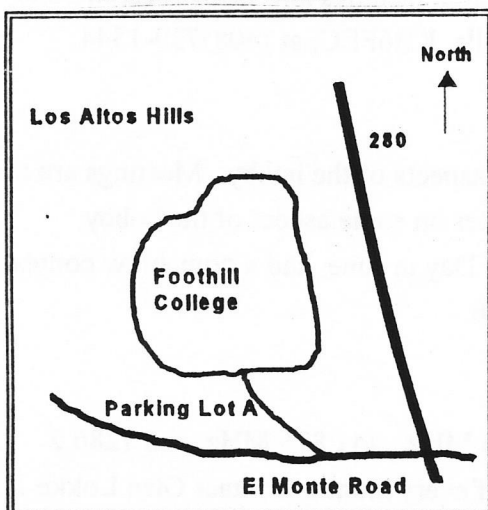 North
Los Altos Hills
280
Foothill
College
Parking Lot A
El Monte Road